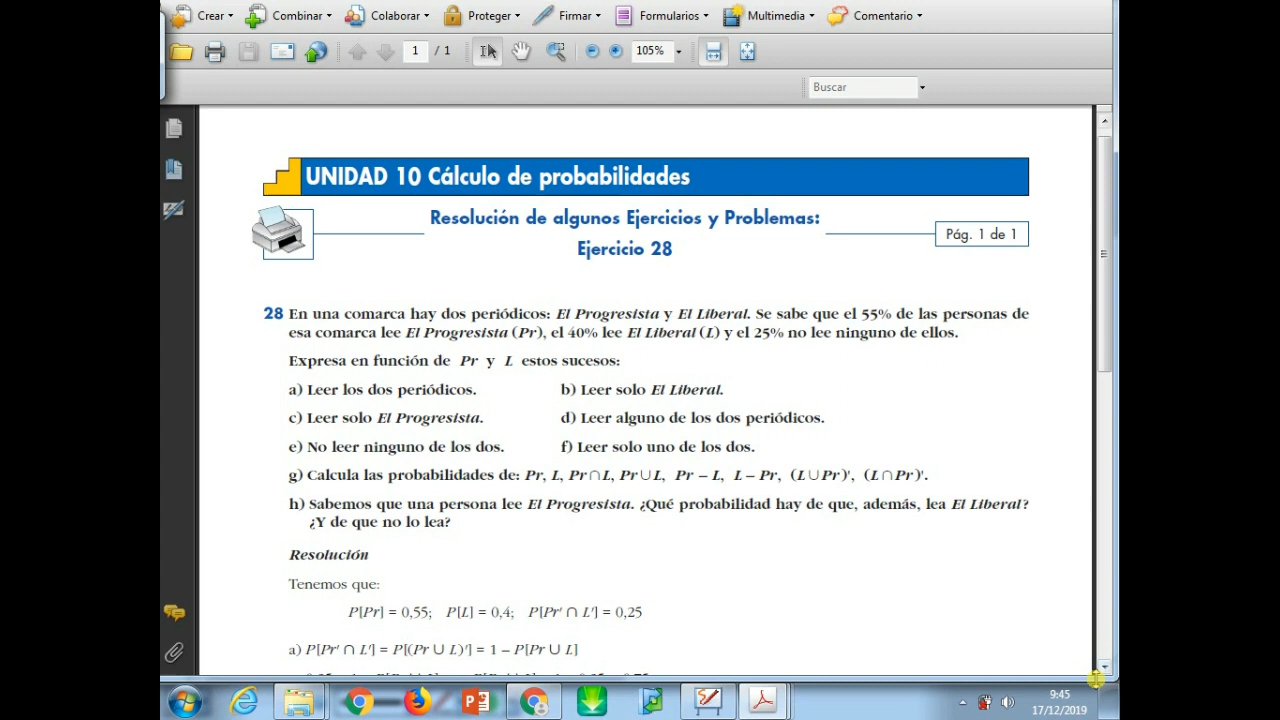 Crear Combinar Colaborar Proteger Firmar Formularios Multimedia Comentario
1 / 1 105%
Buscar
UNIDAD 10 Cálculo de probabilidades
Resolución de algunos Ejercicios y Problemas:
Ejercicio 28
Pág. 1 de 1
28 En una comarca hay dos periódicos: El Progresista y El Liberal. Se sabe que el 55% de las personas de
esa comarca lee El Progresista (Pr), el 40% lee El Liberal (L) y el 25% no lee ninguno de ellos.
Expresa en función de Pr y L estos sucesos:
a) Leer los dos periódicos. b) Leer solo El Liberal.
c) Leer solo El Progresista. d) Leer alguno de los dos periódicos.
e) No leer ninguno de los dos. f) Leer solo uno de los dos.
g) Calcula las probabilidades de: Pr, L, Pr ∩ L, Pr ∪ L, Pr – L, L – Pr, (L ∪ Pr)', (L ∩ Pr)'.
h) Sabemos que una persona lee El Progresista. ¿Qué probabilidad hay de que, además, lea El Liberal?
¿Y de que no lo lea?
Resolución
Tenemos que:
P[Pr] = 0,55; P[L] = 0,4; P[Pr' ∩ L'] = 0,25
a) P[Pr' ∩ L'] = P[(Pr ∪ L)'] = 1 – P[Pr ∪ L]
9:45
17/12/2019